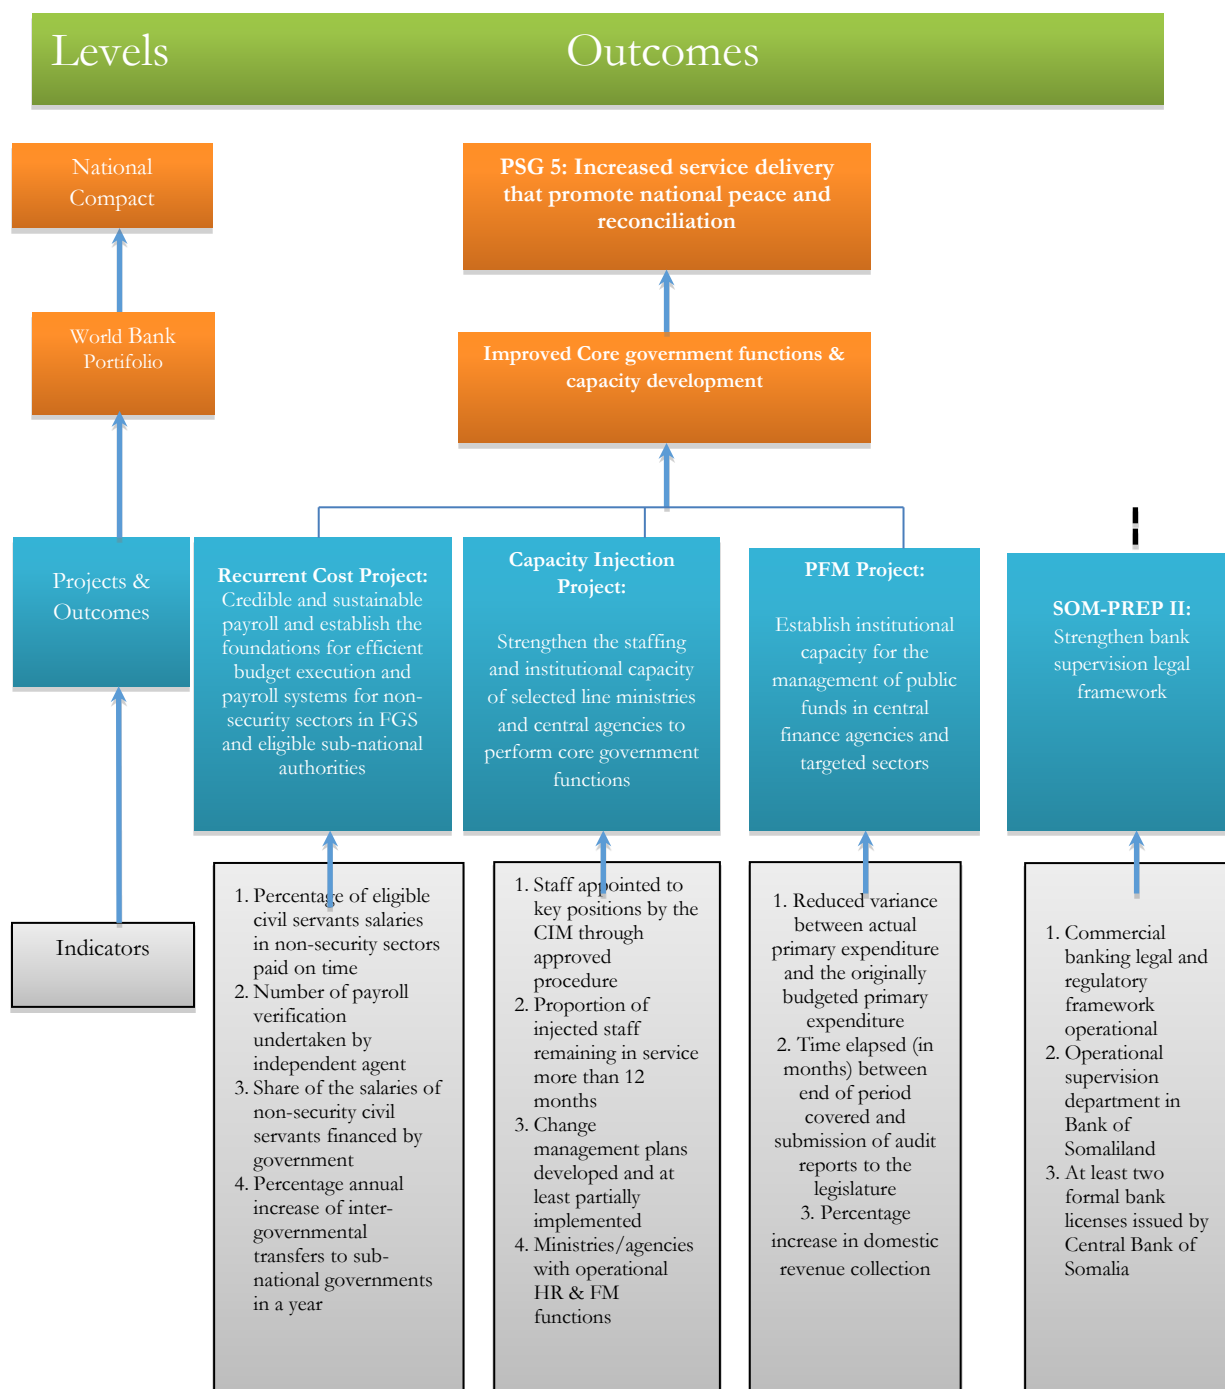 Levels
Outcomes
National
Compact
PSG 5: Increased service delivery
that promote national peace and
reconciliation
World Bank
Portifolio
Improved Core government functions &
capacity development
Projects &
Outcomes
Recurrent Cost Project:
Credible and sustainable
payroll and establish the
foundations for efficient
budget execution and
payroll systems for non-
security sectors in FGS
and eligible sub-national
authorities
Capacity Injection
Project:
Strengthen the staffing
and institutional capacity
of selected line ministries
and central agencies to
perform core government
functions
PFM Project:
Establish institutional
capacity for the
management of public
funds in central
finance agencies and
targeted sectors
SOM-PREP II:
Strengthen bank
supervision legal
framework
Indicators
1. Percentage of eligible
civil servants salaries
in non-security sectors
paid on time
2. Number of payroll
verification
undertaken by
independent agent
3. Share of the salaries of
non-security civil
servants financed by
government
4. Percentage annual
increase of inter-
governmental
transfers to sub-
national governments
in a year
1. Staff appointed to
key positions by the
CIM through
approved
procedure
2. Proportion of
injected staff
remaining in service
more than 12
months
3. Change
management plans
developed and at
least partially
implemented
4. Ministries/agencies
with operational
HR & FM
functions
1. Reduced variance
between actual
primary expenditure
and the originally
budgeted primary
expenditure
2. Time elapsed (in
months) between
end of period
covered and
submission of audit
reports to the
legislature
3. Percentage
increase in domestic
revenue collection
1. Commercial
banking legal and
regulatory
framework
operational
2. Operational
supervision
department in
Bank of
Somaliland
3. At least two
formal bank
licenses issued by
Central Bank of
Somalia